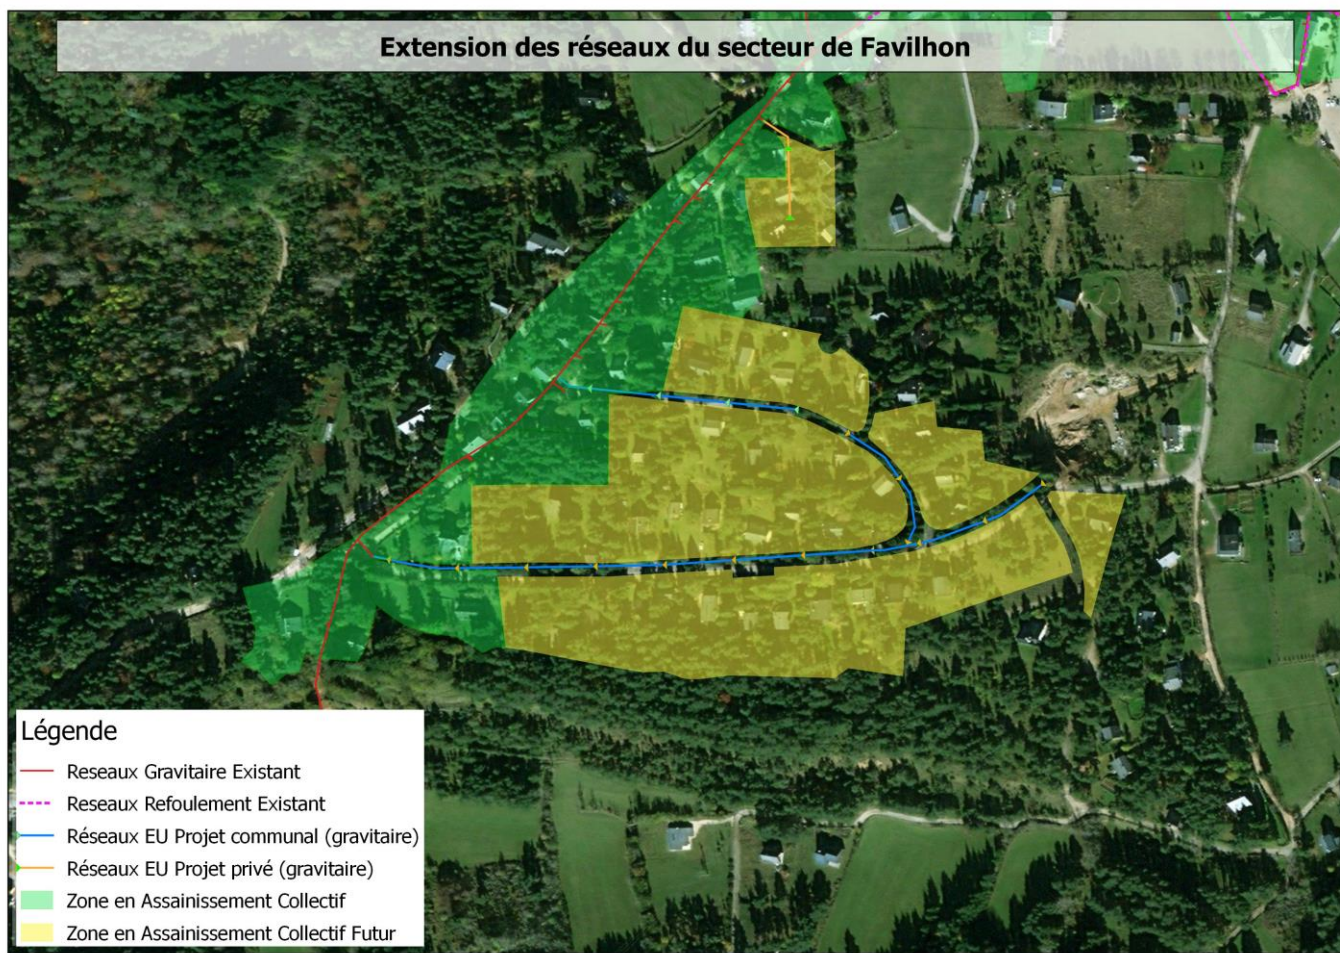 Extension des réseaux du secteur de Favilhon
Légende
Reseaux Gravitaire Existant
Reseaux Refoulement Existant
Réseaux EU Projet communal (gravitaire)
Réseaux EU Projet privé (gravitaire)
Zone en Assainissement Collectif
Zone en Assainissement Collectif Futur